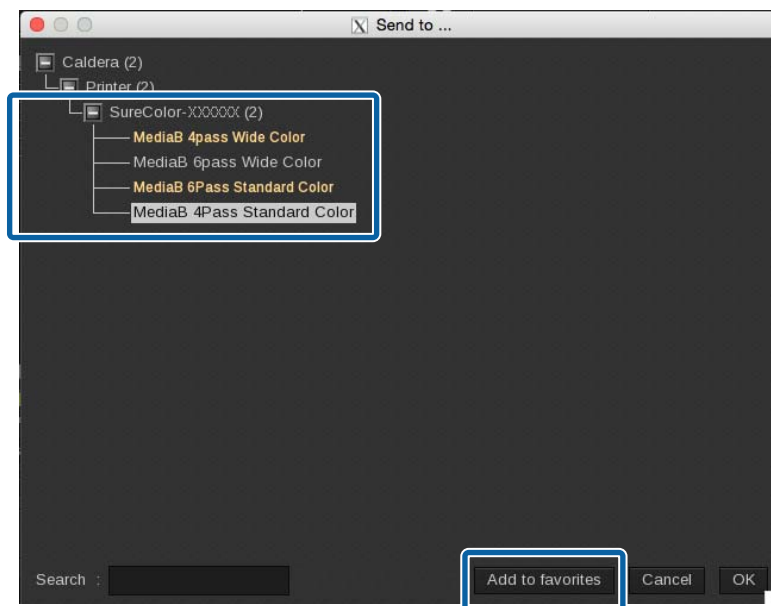 Send to ...
Caldera (2)
Printer (2)
SureColor-XXXXXX (2)
MediaB 4pass Wide Color
MediaB 6pass Wide Color
MediaB 6Pass Standard Color
MediaB 4Pass Standard Color
Search : Add to favorites Cancel OK